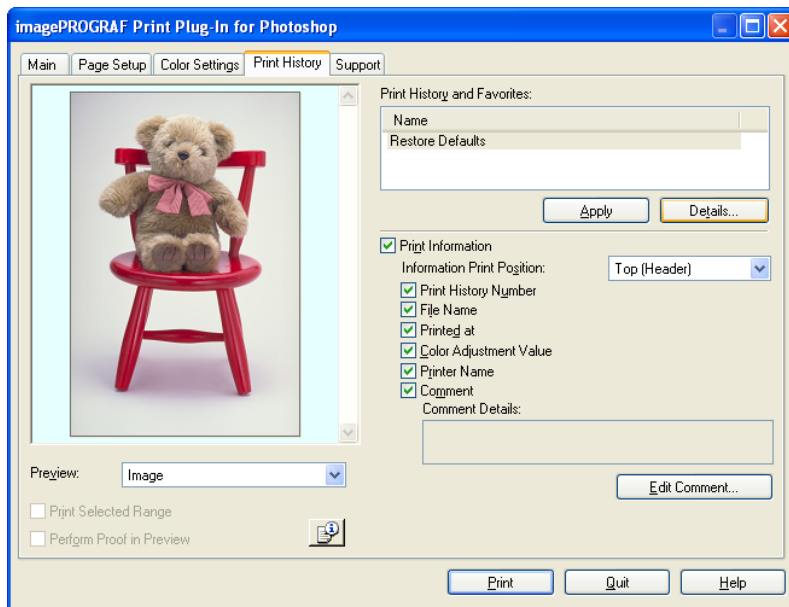 imagePROGRAF Print Plug-In for Photoshop
Main Page Setup Color Settings Print History Support
Print History and Favorites:
Name
Restore Defaults
Apply Details...
Print Information
Information Print Position: Top (Header)
Print History Number
File Name
Printed at
Color Adjustment Value
Printer Name
Comment
Comment Details:
Preview: Image
Edit Comment...
Print Selected Range
Perform Proof in Preview
Print Quit Help